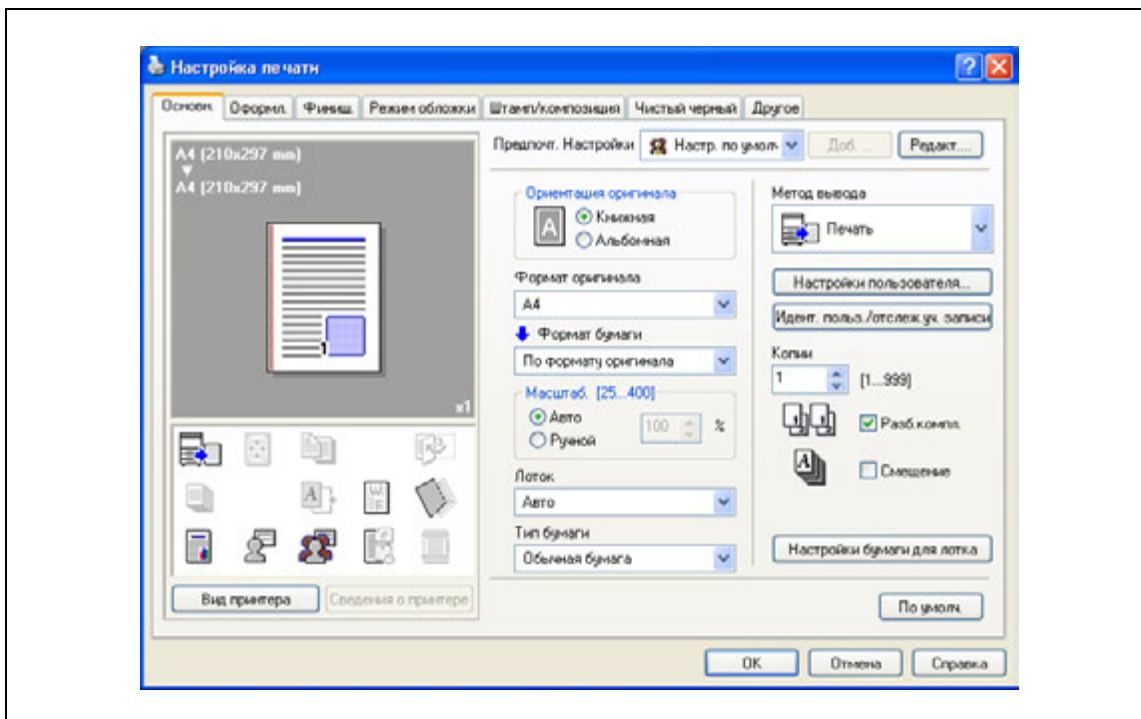 Настройка печати
Основн. Оформл. Финиш. Режим обложки Штамп/композиция Чистый черный Другое
A4 (210x297 mm)
A4 (210x297 mm)
1
x1
Вид принтера Сведения о принтере
Предпочт. Настройки Настр. по умолч Доб. ... Редакт....
Ориентация оригинала
A
Книжная
Альбомная
Формат оригинала
A4
Формат бумаги
По формату оригинала
Масштаб. [25...400]
Авто
Ручной
100 %
Лоток
Авто
Тип бумаги
Обычная бумага
Метод вывода
Печать
Настройки пользователя...
Идент. польз./отслеж.уч. записи
Копии
1 [1...999]
Разб.компл.
Смещение
Настройки бумаги для лотка
По умолч.
OK Отмена Справка